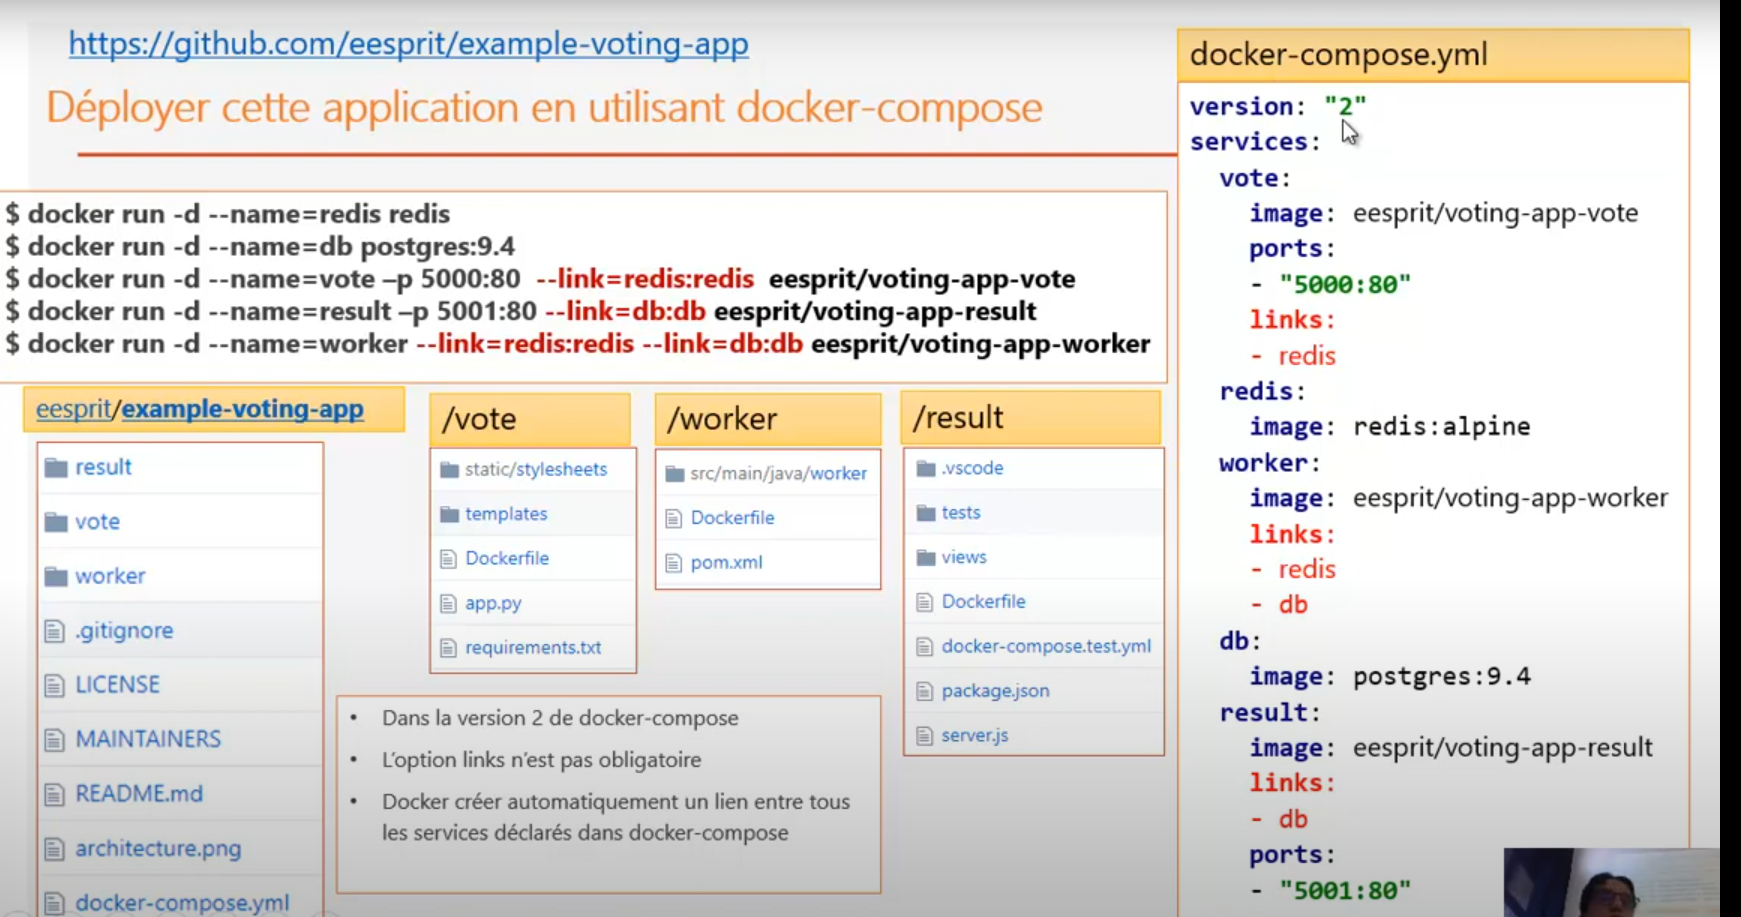 https://github.com/eesprit/example-voting-app
Déployer cette application en utilisant docker-compose
$ docker run -d --name=redis redis
$ docker run -d --name=db postgres:9.4
$ docker run -d --name=vote –p 5000:80 --link=redis:redis eesprit/voting-app-vote
$ docker run -d --name=result –p 5001:80 --link=db:db eesprit/voting-app-result
$ docker run -d --name=worker --link=redis:redis --link=db:db eesprit/voting-app-worker
eesprit/example-voting-app
result
vote
worker
.gitignore
LICENSE
MAINTAINERS
README.md
architecture.png
docker-compose.yml
/vote
static/stylesheets
templates
Dockerfile
app.py
requirements.txt
/worker
src/main/java/worker
Dockerfile
pom.xml
/result
.vscode
tests
views
Dockerfile
docker-compose.test.yml
package.json
server.js
• Dans la version 2 de docker-compose
• L'option links n'est pas obligatoire
• Docker créer automatiquement un lien entre tous
les services déclarés dans docker-compose
docker-compose.yml
version: "2"
services:
vote:
image: eesprit/voting-app-vote
ports:
- "5000:80"
links:
- redis
redis:
image: redis:alpine
worker:
image: eesprit/voting-app-worker
links:
- redis
- db
db:
image: postgres:9.4
result:
image: eesprit/voting-app-result
links:
- db
ports:
- "5001:80"